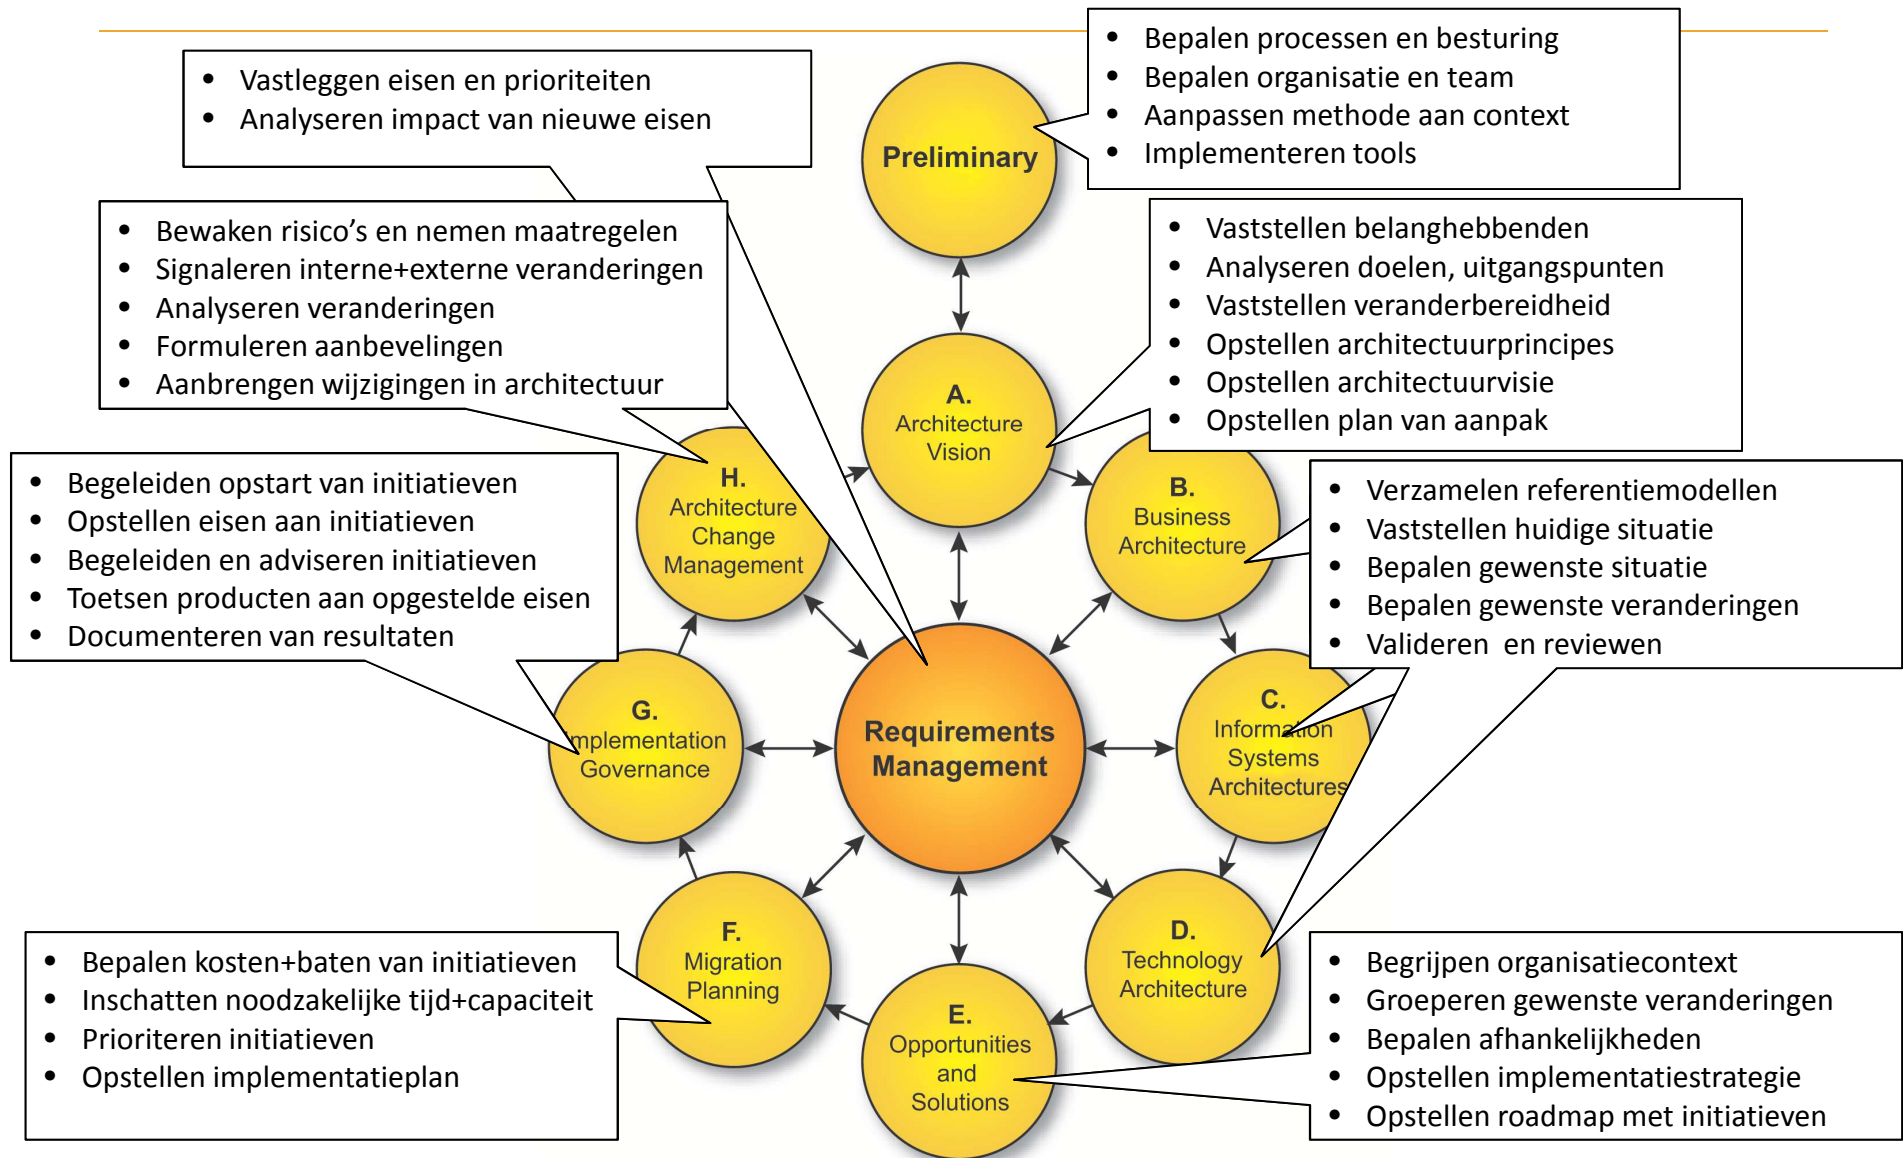 • Bepalen processen en besturing
• Bepalen organisatie en team
• Aanpassen methode aan context
• Implementeren tools
• Vastleggen eisen en prioriteiten
• Analyseren impact van nieuwe eisen
Preliminary
• Bewaken risico’s en nemen maatregelen
• Signaleren interne+externe veranderingen
• Analyseren veranderingen
• Formuleren aanbevelingen
• Aanbrengen wijzigingen in architectuur
• Vaststellen belanghebbenden
• Analyseren doelen, uitgangspunten
• Vaststellen veranderbereidheid
• Opstellen architectuurprincipes
• Opstellen architectuurvisie
• Opstellen plan van aanpak
A.
Architecture
Vision
• Begeleiden opstart van initiatieven
• Opstellen eisen aan initiatieven
• Begeleiden en adviseren initiatieven
• Toetsen producten aan opgestelde eisen
• Documenteren van resultaten
H.
Architecture
Change
Management
B.
Business
Architecture
• Verzamelen referentiemodellen
• Vaststellen huidige situatie
• Bepalen gewenste situatie
• Bepalen gewenste veranderingen
• Valideren  en reviewen
G.
Implementation
Governance
Requirements
Management
C.
Information
Systems
Architectures
• Bepalen kosten+baten van initiatieven
• Inschatten noodzakelijke tijd+capaciteit
• Prioriteren initiatieven
• Opstellen implementatieplan
F.
Migration
Planning
D.
Technology
Architecture
E.
Opportunities
and
Solutions
• Begrijpen organisatiecontext
• Groeperen gewenste veranderingen
• Bepalen afhankelijkheden
• Opstellen implementatiestrategie
• Opstellen roadmap met initiatieven